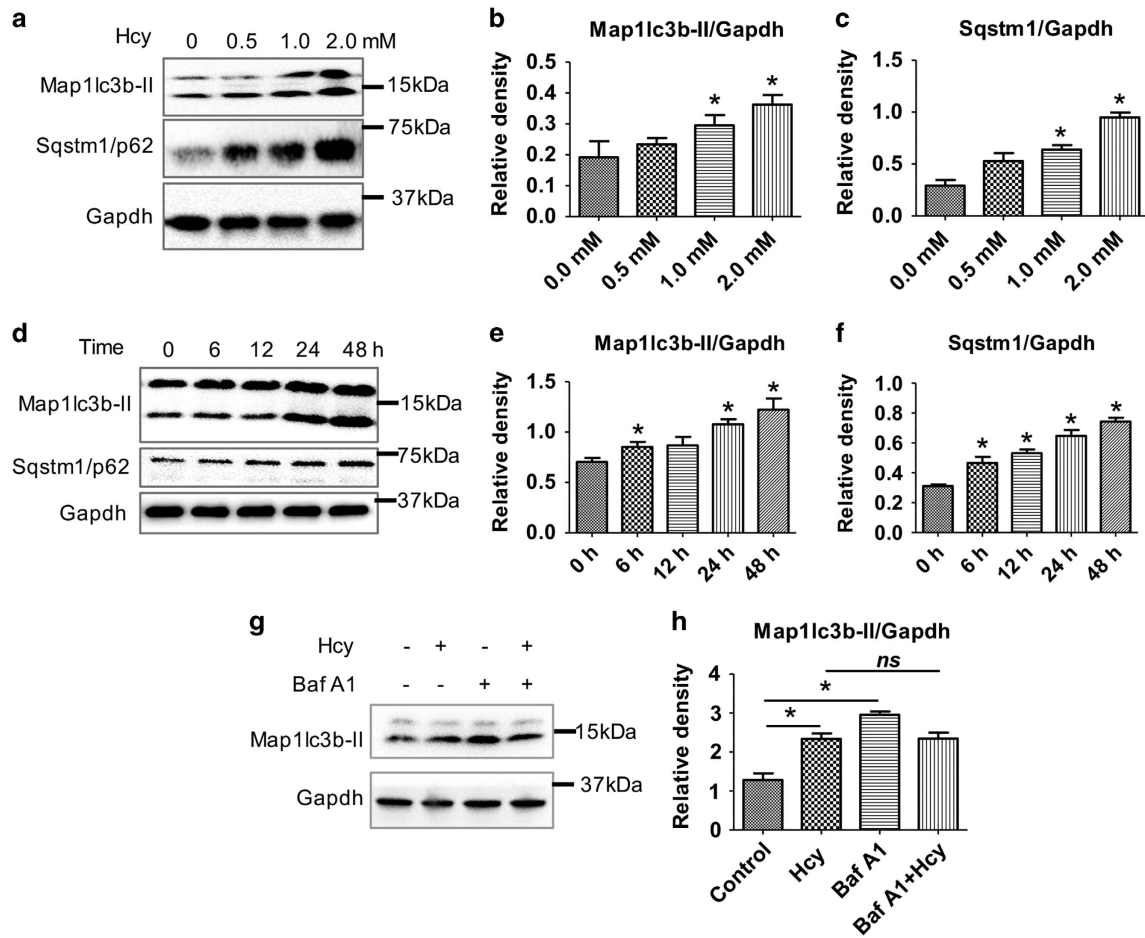 a
Hcy 0 0.5 1.0 2.0 mM
Map1lc3b-II
15kDa
75kDa
Sqstm1/p62
37kDa
Gapdh
b
Map1lc3b-II/Gapdh
Relative density
0.5
0.4
0.3
0.2
0.1
0.0
* *
0.0 mM 0.5 mM 1.0 mM 2.0 mM
c
Sqstm1/Gapdh
Relative density
1.5
1.0
0.5
0.0
* *
0.0 mM 0.5 mM 1.0 mM 2.0 mM
d
Time 0 6 12 24 48 h
Map1lc3b-II
15kDa
Sqstm1/p62
75kDa
37kDa
Gapdh
e
Map1lc3b-II/Gapdh
Relative density
1.5
1.0
0.5
0.0
* * *
0 h 6 h 12 h 24 h 48 h
f
Sqstm1/Gapdh
Relative density
1.0
0.8
0.6
0.4
0.2
0.0
* * * *
0 h 6 h 12 h 24 h 48 h
g
Hcy - + - +
Baf A1 - - + +
Map1lc3b-II
15kDa
37kDa
Gapdh
h
Map1lc3b-II/Gapdh
Relative density
4
3
2
1
0
ns
*
*
Control Hcy Baf A1 Baf A1+Hcy